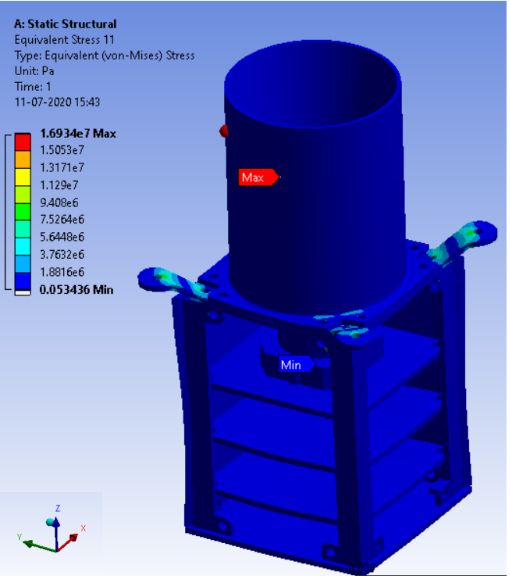 A: Static Structural
Equivalent Stress 11
Type: Equivalent (von-Mises) Stress
Unit: Pa
Time: 1
11-07-2020 15:43
1.6934e7 Max
1.5053e7
1.3171e7
1.129e7
9.408e6
7.5264e6
5.6448e6
3.7632e6
1.8816e6
0.053436 Min
Max
Min
Z
Y
X